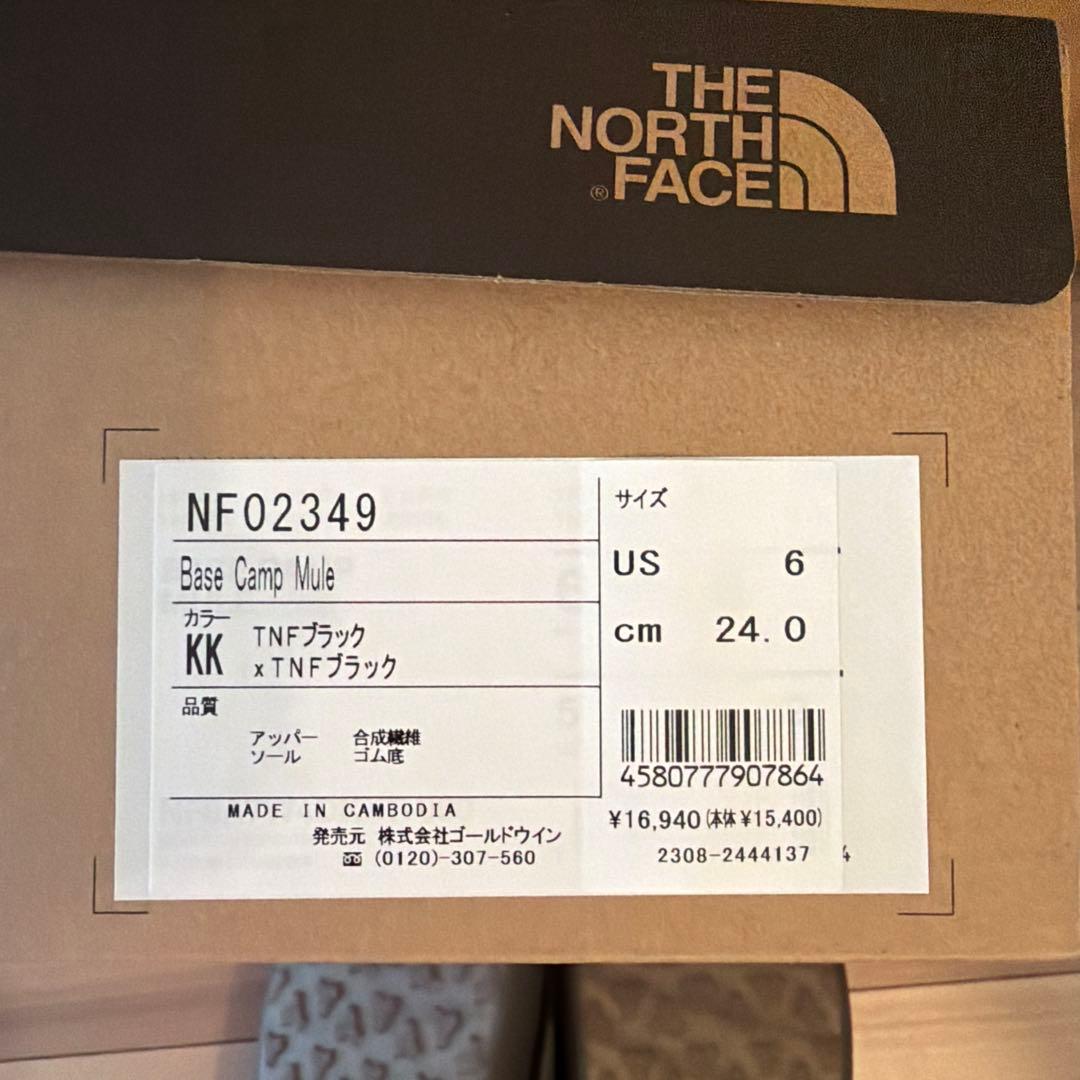 THE
NORTH
FACE
®
NF02349
Base Camp Mule
カラー
KK TNFブラック
xTNFブラック
品質
アッパー 合成繊維
ソール ゴム底
MADE IN CAMBODIA
発売元 株式会社ゴールドウイン
(0120)-307-560
サイズ
US 6
cm 24.0
4580777907864
¥16,940(本体¥15,400)
2308-2444137
4